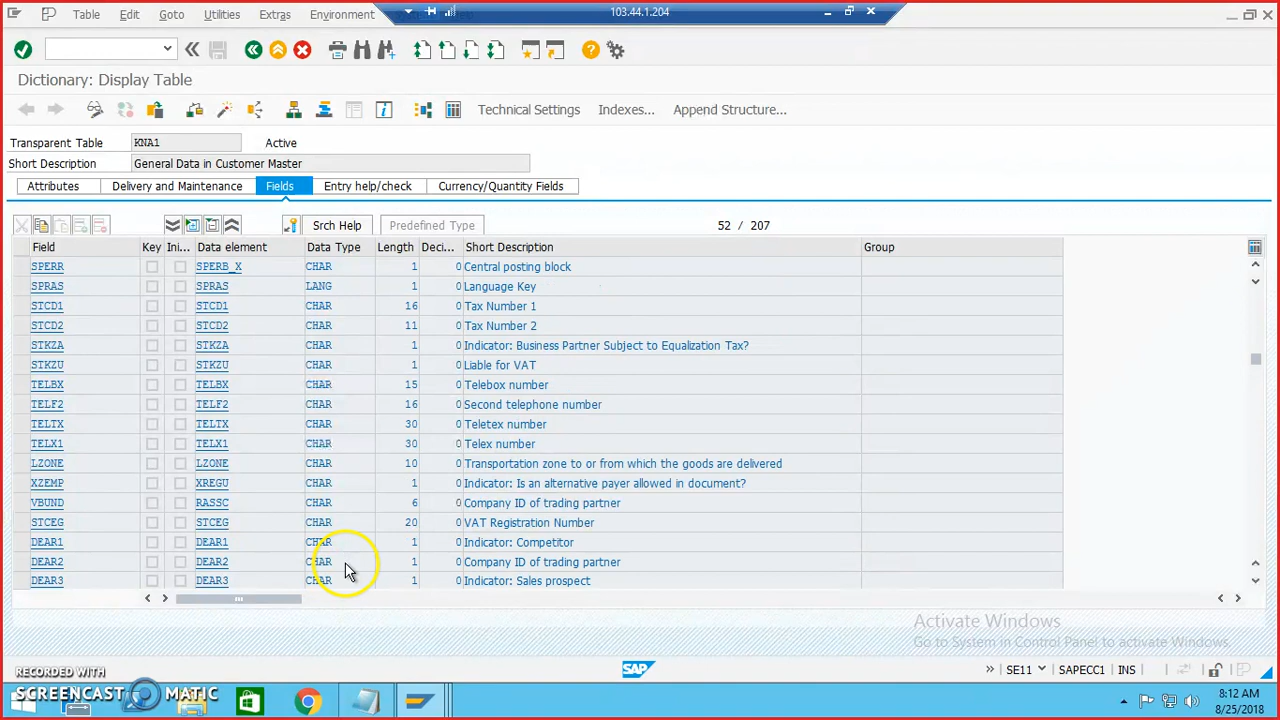 Table Edit Goto Utilities Extras Environment
103.44.1.204
Dictionary: Display Table
Technical Settings Indexes... Append Structure...
Transparent Table KNA1 Active
Short Description General Data in Customer Master
Attributes Delivery and Maintenance Fields Entry help/check Currency/Quantity Fields
Srch Help Predefined Type 52 / 207
Field Key Ini... Data element Data Type Length Deci... Short Description Group
SPERR SPERB_X CHAR 1 0 Central posting block
SPRAS SPRAS LANG 1 0 Language Key
STCD1 STCD1 CHAR 16 0 Tax Number 1
STCD2 STCD2 CHAR 11 0 Tax Number 2
STKZA STKZA CHAR 1 0 Indicator: Business Partner Subject to Equalization Tax?
STKZU STKZU CHAR 1 0 Liable for VAT
TELBX TELBX CHAR 15 0 Telebox number
TELF2 TELF2 CHAR 16 0 Second telephone number
TELTX TELTX CHAR 30 0 Teletex number
TELX1 TELX1 CHAR 30 0 Telex number
LZONE LZONE CHAR 10 0 Transportation zone to or from which the goods are delivered
XZEMP XREGU CHAR 1 0 Indicator: Is an alternative payer allowed in document?
VBUND RASSC CHAR 6 0 Company ID of trading partner
STCEG STCEG CHAR 20 0 VAT Registration Number
DEAR1 DEAR1 CHAR 1 0 Indicator: Competitor
DEAR2 DEAR2 CHAR 1 0 Company ID of trading partner
DEAR3 DEAR3 CHAR 1 0 Indicator: Sales prospect
Activate Windows
Go to System in Control Panel to activate Windows.
SAP
SE11 SAPECC1 INS
RECORDED WITH
SCREENCAST MATIC
8:12 AM
8/25/2018